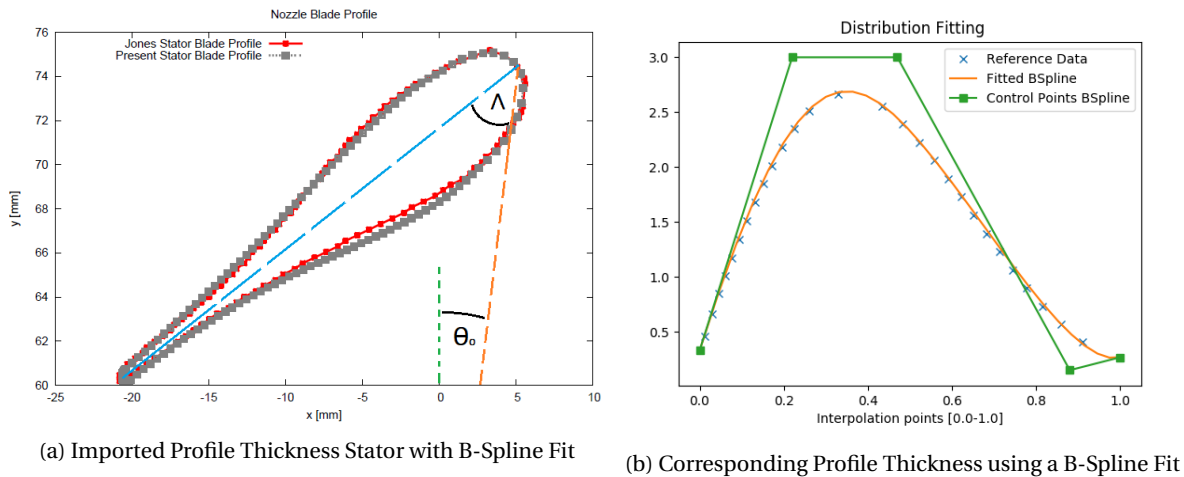 Nozzle Blade Profile
76
74
72
70
68
66
64
62
60
y [mm]
Jones Stator Blade Profile
Present Stator Blade Profile
Λ
θₒ
-25
-20
-15
-10
-5
0
5
10
x [mm]
(a) Imported Profile Thickness Stator with B-Spline Fit
Distribution Fitting
3.0
2.5
2.0
1.5
1.0
0.5
Reference Data
Fitted BSpline
Control Points BSpline
0.0
0.2
0.4
0.6
0.8
1.0
Interpolation points [0.0-1.0]
(b) Corresponding Profile Thickness using a B-Spline Fit